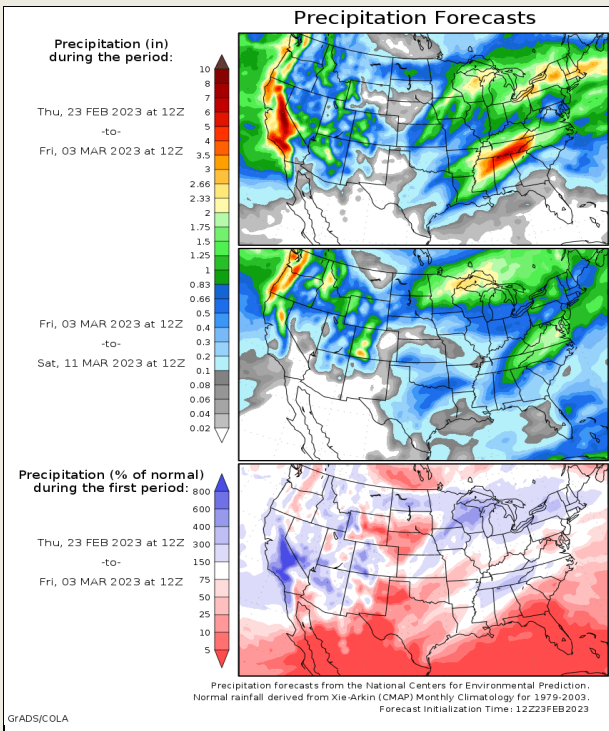 Precipitation Forecasts
Precipitation (in)
during the period:
Thu, 23 FEB 2023 at 12Z
-to-
Fri, 03 MAR 2023 at 12Z
10
8
7
6
5
4
3.5
3
2.66
2.33
2
1.75
1.5
1.25
1
0.83
0.66
0.5
0.4
0.3
0.2
0.1
0.08
0.06
0.04
0.02
Fri, 03 MAR 2023 at 12Z
-to-
Sat, 11 MAR 2023 at 12Z
Precipitation (% of normal)
during the first period:
Thu, 23 FEB 2023 at 12Z
-to-
Fri, 03 MAR 2023 at 12Z
800
600
400
300
150
75
50
25
10
5
Precipitation forecasts from the National Centers for Environmental Prediction.
Normal rainfall derived from Xie-Arkin (CMAP) Monthly Climatology for 1979-2003.
Forecast Initialization Time: 12Z23FEB2023
GrADS/COLA